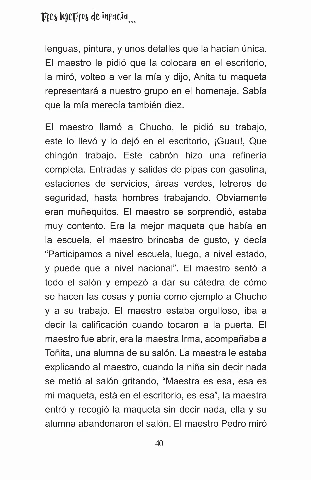 Tres hectáreas de infancia...
lenguas, pintura, y unos detalles que la hacían única.
El maestro le pidió que la colocara en el escritorio,
la miró, volteo a ver la mía y dijo, Anita tu maqueta
representará a nuestro grupo en el homenaje. Sabía
que la mía merecía también diez.
El maestro llamó a Chucho, le pidió su trabajo,
este lo llevó y lo dejó en el escritorio, ¡Guau!, Que
chingón trabajo. Este cabrón hizo una refinería
completa. Entradas y salidas de pipas con gasolina,
estaciones de servicios, áreas verdes, letreros de
seguridad, hasta hombres trabajando. Obviamente
eran muñequitos. El maestro se sorprendió, estaba
muy contento. Era la mejor maqueta que había en
la escuela, el maestro brincaba de gusto, y decía
“Participamos a nivel escuela, luego, a nivel estado,
y puede que a nivel nacional”. El maestro sentó a
todo el salón y empezó a dar su cátedra de cómo
se hacen las cosas y ponía como ejemplo a Chucho
y a su trabajo. El maestro estaba orgulloso, iba a
decir la calificación cuando tocaron a la puerta. El
maestro fue abrir, era la maestra Irma, acompañaba a
Toñita, una alumna de su salón. La maestra le estaba
explicando al maestro, cuando la niña sin decir nada
se metió al salón gritando, “Maestra es esa, esa es
mi maqueta, está en el escritorio, es esa”, la maestra
entró y recogió la maqueta sin decir nada, ella y su
alumna abandonaron el salón. El maestro Pedro miró
40